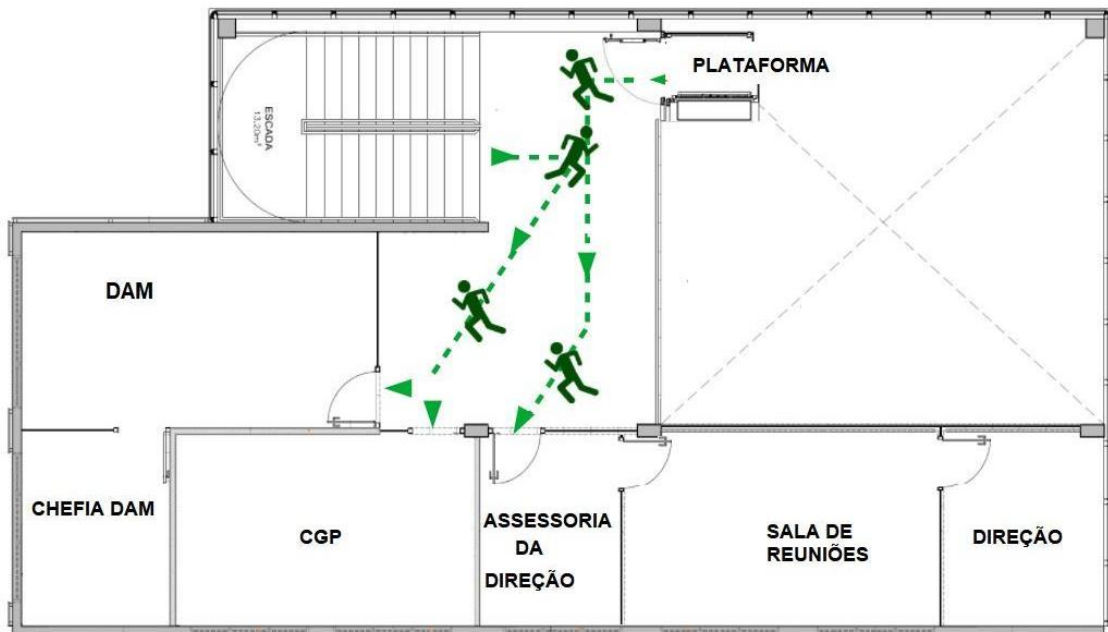 PLATAFORMA
ESCADA
13,20m²
DAM
CHEFIA DAM
CGP
ASSESSORIA
DA
DIREÇÃO
SALA DE
REUNIÕES
DIREÇÃO